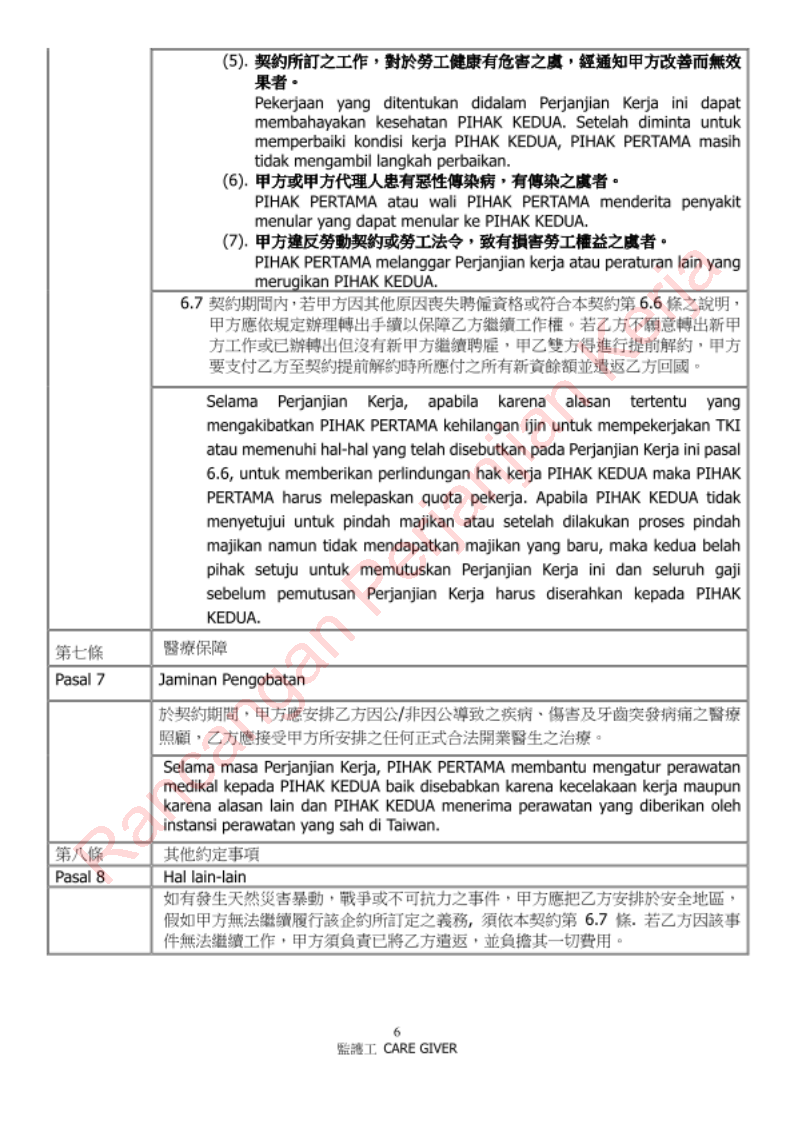 (5). 契約所訂之工作，對於勞工健康有危害之虞，經通知甲方改善而無效
果者。
Pekerjaan yang ditentukan didalam Perjanjian Kerja ini dapat
membahayakan kesehatan PIHAK KEDUA. Setelah diminta untuk
memperbaiki kondisi kerja PIHAK KEDUA, PIHAK PERTAMA masih
tidak mengambil langkah perbaikan.
(6). 甲方或甲方代理人患有惡性傳染病，有傳染之虞者。
PIHAK PERTAMA atau wali PIHAK PERTAMA menderita penyakit
menular yang dapat menular ke PIHAK KEDUA.
(7). 甲方違反勞動契約或勞工法令，致有損害勞工權益之虞者。
PIHAK PERTAMA melanggar Perjanjian kerja atau peraturan lain yang
merugikan PIHAK KEDUA.
6.7 契約期間內，若甲方因其他原因喪失聘僱資格或符合本契約第 6.6 條之說明，
甲方應依規定辦理轉出手續以保障乙方繼續工作權。若乙方不願意轉出新甲
方工作或已辦轉出但沒有新甲方繼續聘雇，甲乙雙方得進行提前解約，甲方
要支付乙方至契約提前解約時所應付之所有新資餘額並遣返乙方回國。
Selama Perjanjian Kerja, apabila karena alasan tertentu yang
mengakibatkan PIHAK PERTAMA kehilangan ijin untuk mempekerjakan TKI
atau memenuhi hal-hal yang telah disebutkan pada Perjanjian Kerja ini pasal
6.6, untuk memberikan perlindungan hak kerja PIHAK KEDUA maka PIHAK
PERTAMA harus melepaskan quota pekerja. Apabila PIHAK KEDUA tidak
menyetujui untuk pindah majikan atau setelah dilakukan proses pindah
majikan namun tidak mendapatkan majikan yang baru, maka kedua belah
pihak setuju untuk memutuskan Perjanjian Kerja ini dan seluruh gaji
sebelum pemutusan Perjanjian Kerja harus diserahkan kepada PIHAK
KEDUA.
第七條 醫療保障
Pasal 7 Jaminan Pengobatan
於契約期間，甲方應安排乙方因公/非因公導致之疾病、傷害及牙齒突發病痛之醫療
照顧，乙方應接受甲方所安排之任何正式合法開業醫生之治療。
Selama masa Perjanjian Kerja, PIHAK PERTAMA membantu mengatur perawatan
medikal kepada PIHAK KEDUA baik disebabkan karena kecelakaan kerja maupun
karena alasan lain dan PIHAK KEDUA menerima perawatan yang diberikan oleh
instansi perawatan yang sah di Taiwan.
第八條 其他約定事項
Pasal 8 Hal lain-lain
如有發生天然災害暴動，戰爭或不可抗力之事件，甲方應把乙方安排於安全地區，
假如甲方無法繼續履行該企約所訂定之義務, 須依本契約第 6.7 條. 若乙方因該事
件無法繼續工作，甲方須負責已將乙方遣返，並負擔其一切費用。
Rancangan Perjanjian Kerja
6
監護工 CARE GIVER